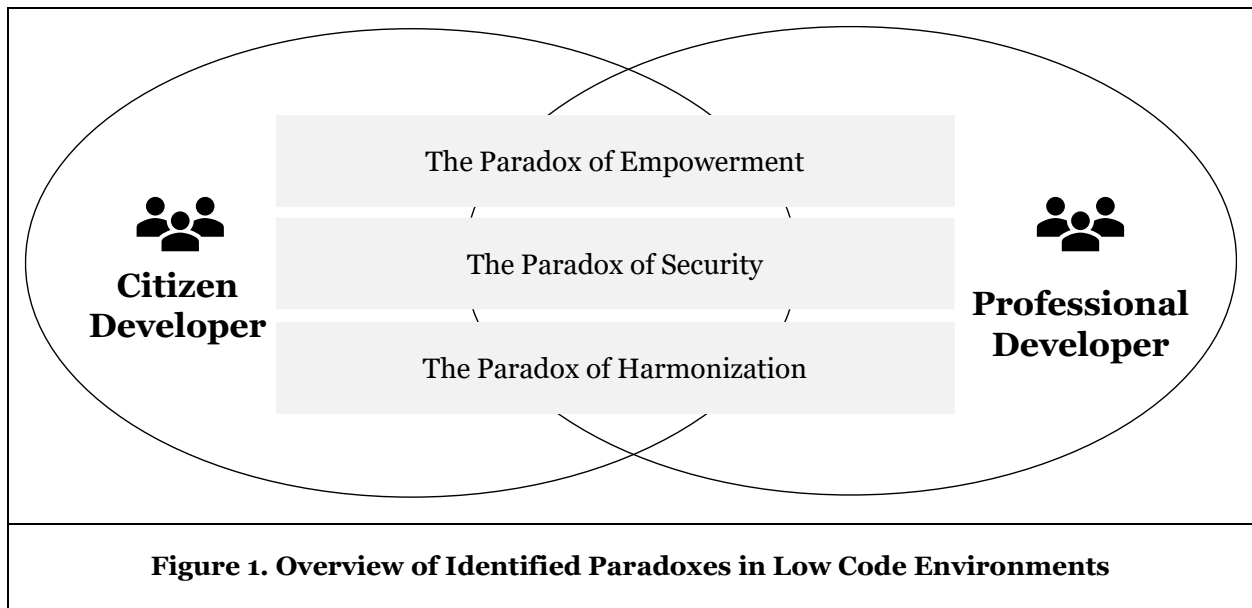 The Paradox of Empowerment
The Paradox of Security
Citizen
Developer
Professional
Developer
The Paradox of Harmonization
Figure 1. Overview of Identified Paradoxes in Low Code Environments